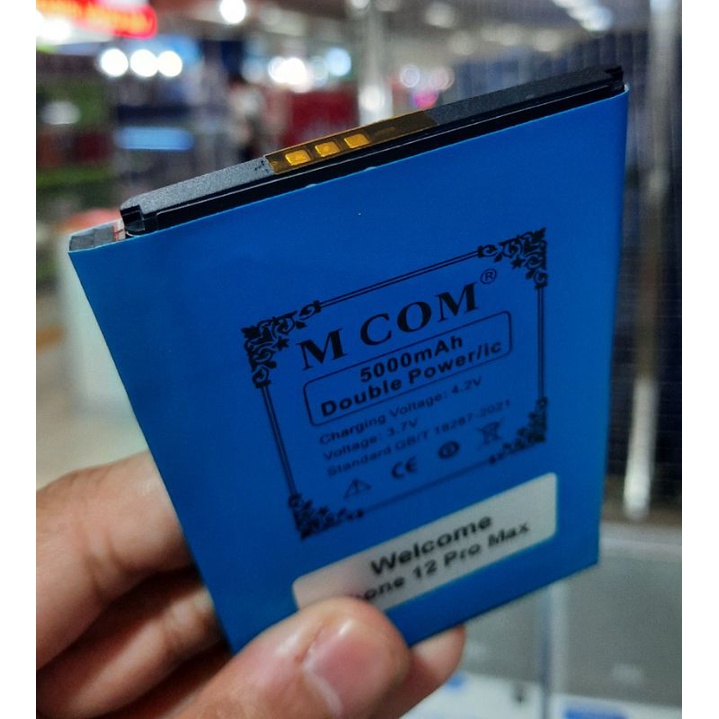 M COM®
5000mAh
Double Power/ic
Charging Voltage: 4.2V
Voltage: 3.7V
Standard GB/T 18287-2021
CE
Welcome
hone 12 Pro Max